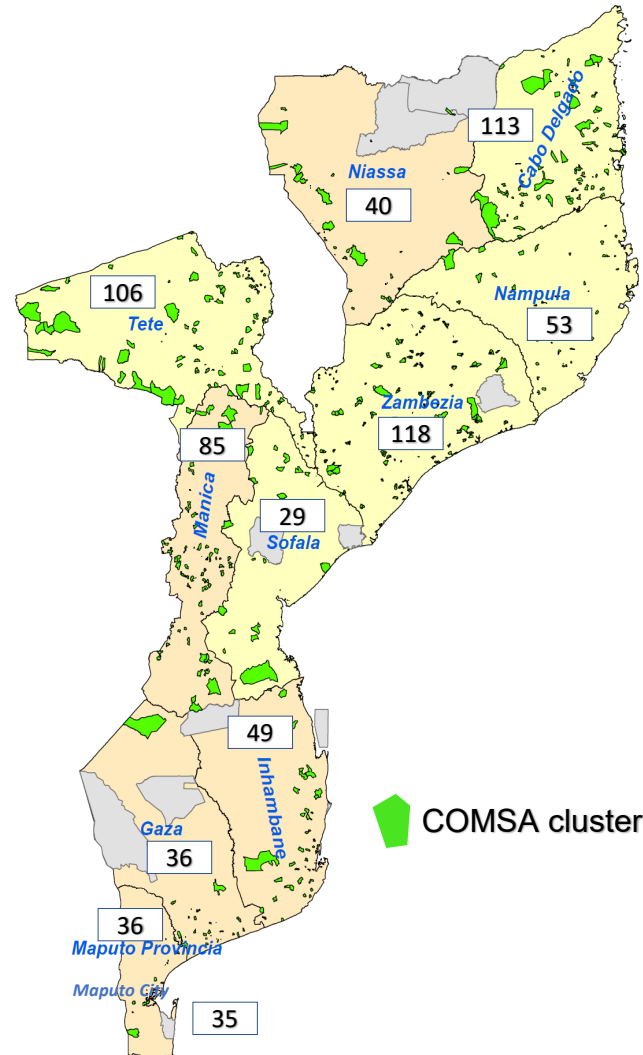 Cabo Delgado
113
Niassa
40
106
Tete
Nampula
53
Zambezia
118
85
Manica
29
Sofala
49
Inhambane
COMSA cluster
Gaza
36
36
Maputo Provincia
Maputo City
35